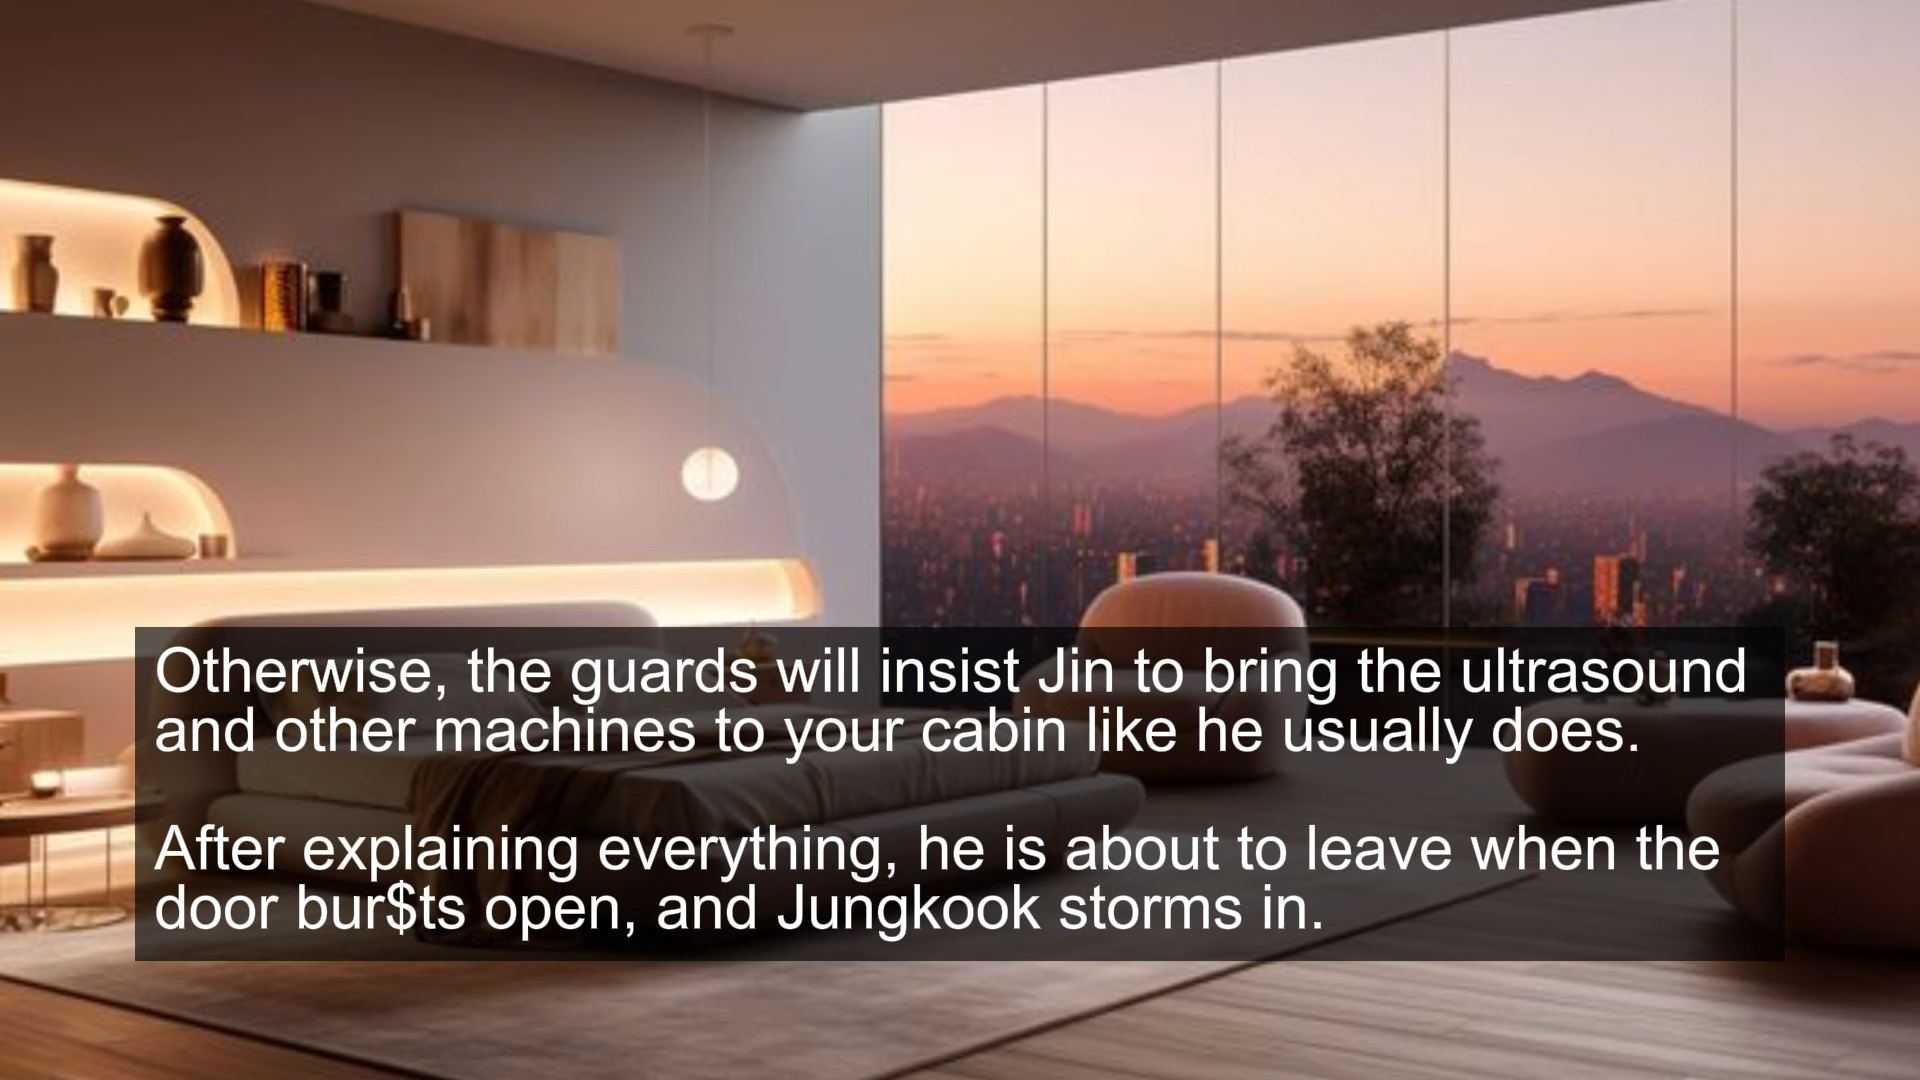 Otherwise, the guards will insist Jin to bring the ultrasound
and other machines to your cabin like he usually does.
After explaining everything, he is about to leave when the
door bur$ts open, and Jungkook storms in.